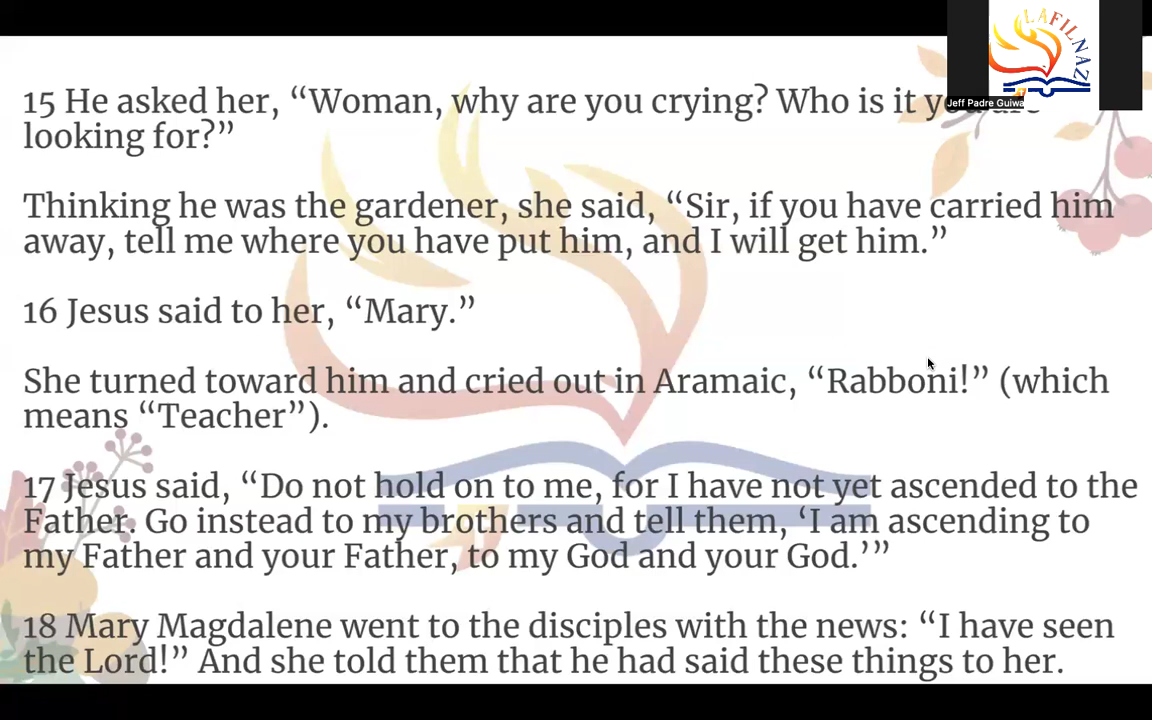 LAFILNAZ
Jeff Padre Guiwa
15 He asked her, “Woman, why are you crying? Who is it you are
looking for?”
Thinking he was the gardener, she said, “Sir, if you have carried him
away, tell me where you have put him, and I will get him.”
16 Jesus said to her, “Mary.”
She turned toward him and cried out in Aramaic, “Rabboni!” (which
means “Teacher”).
17 Jesus said, “Do not hold on to me, for I have not yet ascended to the
Father. Go instead to my brothers and tell them, ‘I am ascending to
my Father and your Father, to my God and your God.’”
18 Mary Magdalene went to the disciples with the news: “I have seen
the Lord!” And she told them that he had said these things to her.